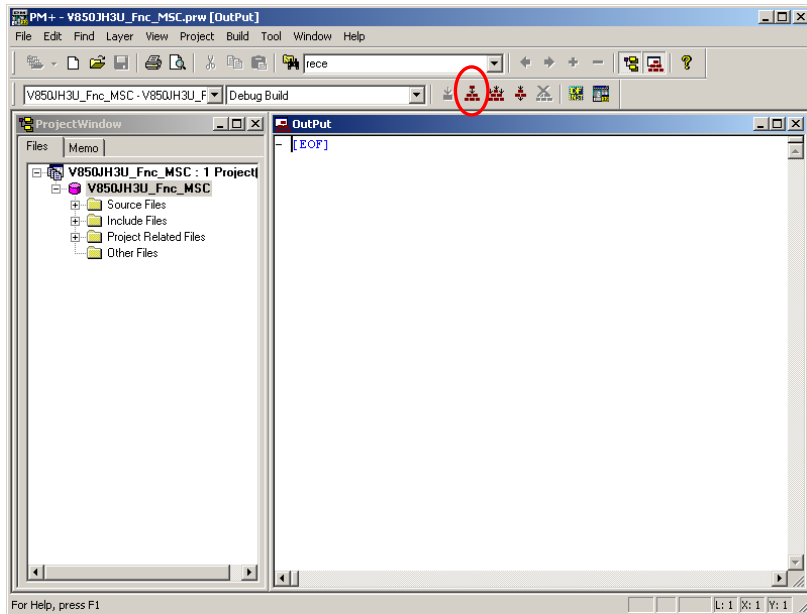 PM+ - V850JH3U_Fnc_MSC.prw [OutPut]
File Edit Find Layer View Project Build Tool Window Help
rece
V850JH3U_Fnc_MSC - V850JH3U_F Debug Build
ProjectWindow
OutPut
Files Memo
[EOF]
V850JH3U_Fnc_MSC : 1 Project(
V850JH3U_Fnc_MSC
Source Files
Include Files
Project Related Files
Other Files
For Help, press F1
L: 1 X: 1 Y: 1